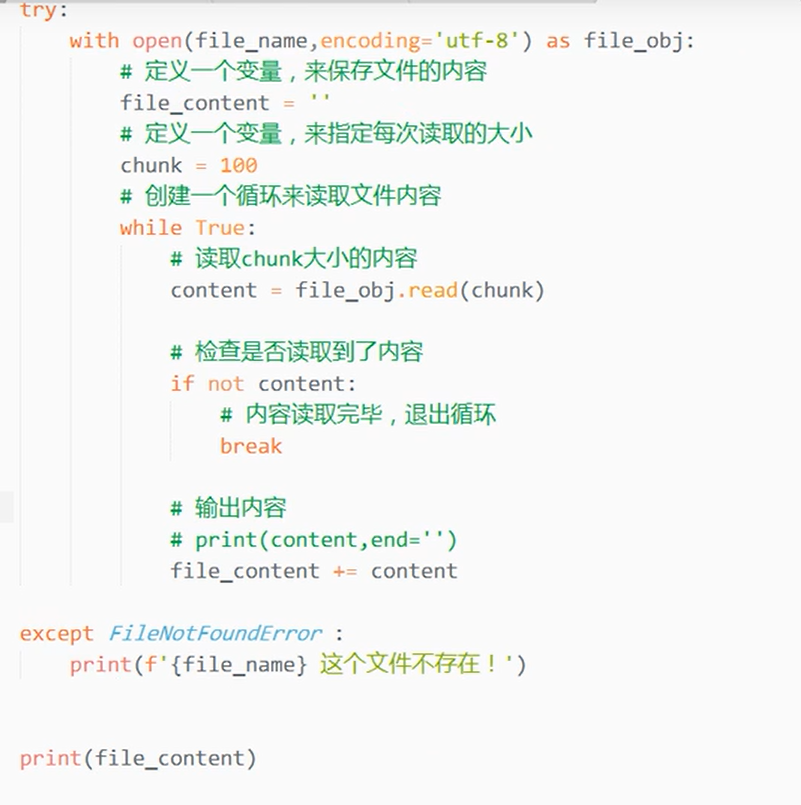 try:
with open(file_name,encoding='utf-8') as file_obj:
# 定义一个变量，来保存文件的内容
file_content = ''
# 定义一个变量，来指定每次读取的大小
chunk = 100
# 创建一个循环来读取文件内容
while True:
# 读取chunk大小的内容
content = file_obj.read(chunk)
# 检查是否读取到了内容
if not content:
# 内容读取完毕，退出循环
break
# 输出内容
# print(content,end='')
file_content += content
except FileNotFoundError :
print(f'{file_name} 这个文件不存在！')
print(file_content)